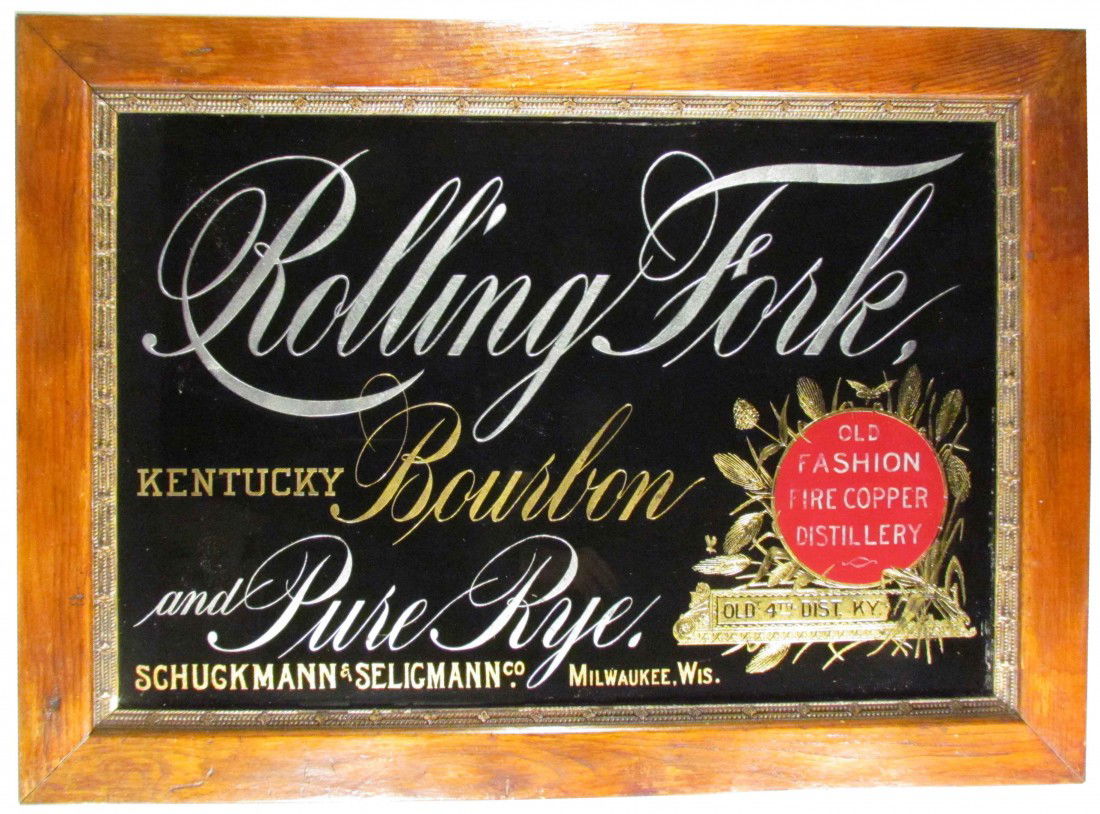 Rolling Fork,
KENTUCKY Bourbon
and Pure Rye.
SCHUCKMANN & SELIGMANN CO. MILWAUKEE, WIS.
OLD
FASHION
FIRE COPPER
DISTILLERY
OLD 4TH DIST. KY.